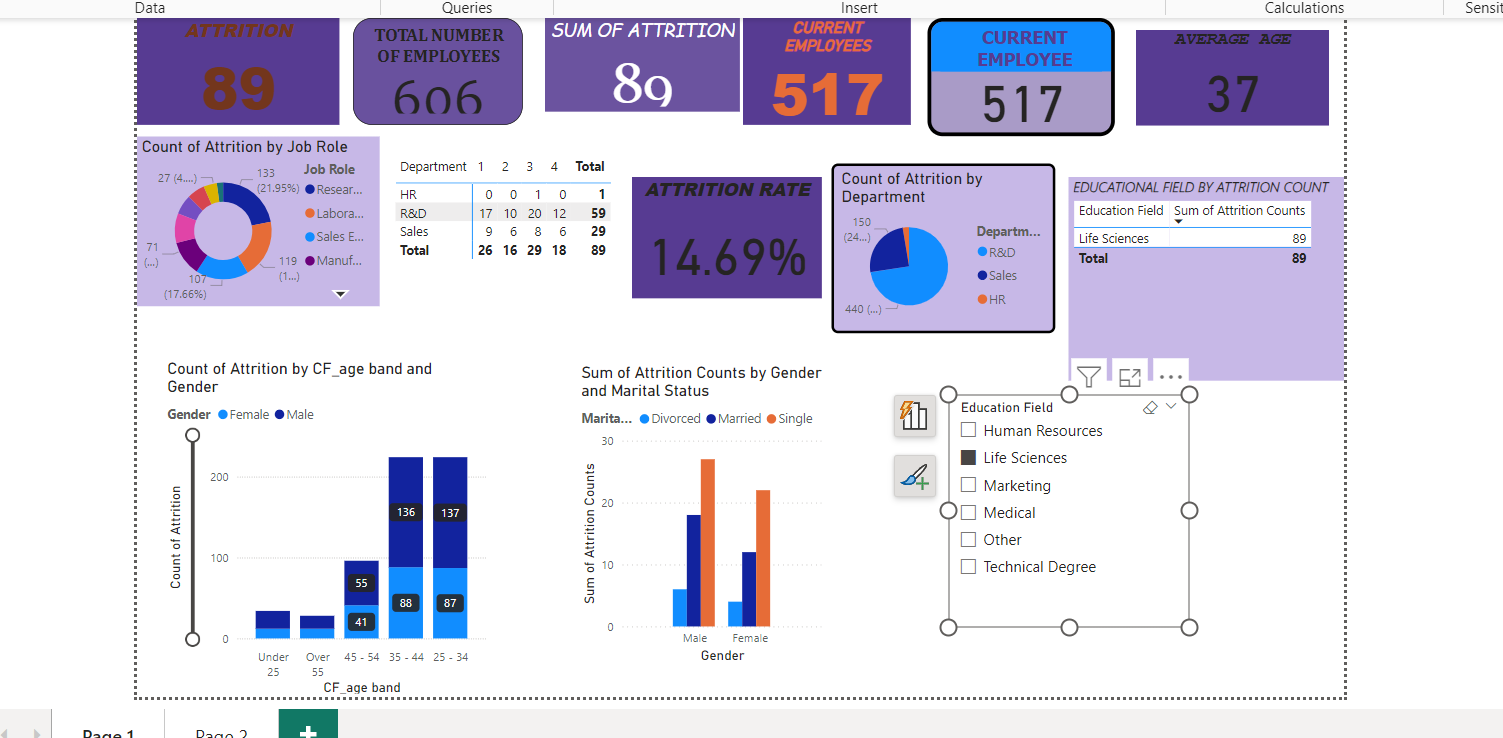 Data Queries Insert Calculations Sensit
ATTRITION
89
TOTAL NUMBER
OF EMPLOYEES
606
SUM OF ATTRITION
89
CURRENT
EMPLOYEES
517
CURRENT
EMPLOYEE
517
AVERAGE AGE
37
Count of Attrition by Job Role
27 (4....)
133
(21.95%)
71
(...)
107
(17.66%)
119
(1...)
Job Role
Resear...
Labora...
Sales E...
Manuf...
Department 1 2 3 4 Total
HR 0 0 1 0 1
R&D 17 10 20 12 59
Sales 9 6 8 6 29
Total 26 16 29 18 89
ATTRITION RATE
14.69%
Count of Attrition by
Department
150
(24...)
440 (...)
Departm...
R&D
Sales
HR
EDUCATIONAL FIELD BY ATTRITION COUNT
Education Field Sum of Attrition Counts
Life Sciences 89
Total 89
Count of Attrition by CF_age band and
Gender
Gender Female Male
Count of Attrition
200
100
0
136
137
55
88
87
41
Under
25
Over
55
45 - 54
35 - 44
25 - 34
CF_age band
Sum of Attrition Counts by Gender
and Marital Status
Marita... Divorced Married Single
Sum of Attrition Counts
30
20
10
0
Male
Female
Gender
Education Field
Human Resources
Life Sciences
Marketing
Medical
Other
Technical Degree
Page 1
Page 2
+